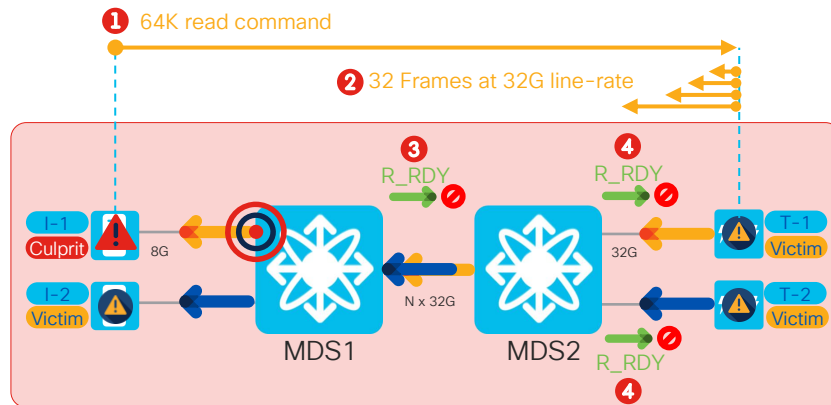 1 64K read command
2 32 Frames at 32G line-rate
3
R_RDY
4
R_RDY
I-1
Culprit
8G
32G
T-1
Victim
I-2
Victim
N x 32G
T-2
Victim
MDS1
MDS2
R_RDY
4